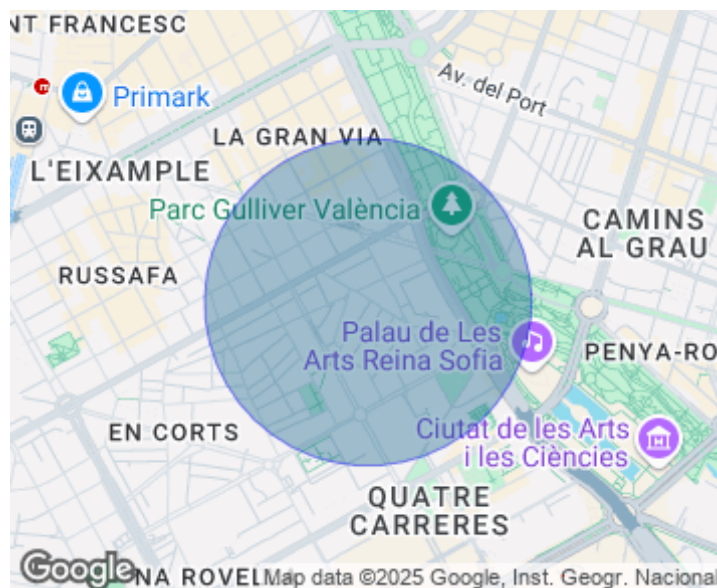 NT FRANCESC
Primark
Av. del Port
LA GRAN VIA
L'EIXAMPLE
Parc Gulliver València
CAMINS
AL GRAU
RUSSAFA
Palau de Les
Arts Reina Sofia
PENYA-RO
EN CORTS
Ciutat de les Arts
i les Ciències
QUATRE
CARRERES
Google
NA ROVEL
Map data ©2025 Google, Inst. Geogr. Nacional